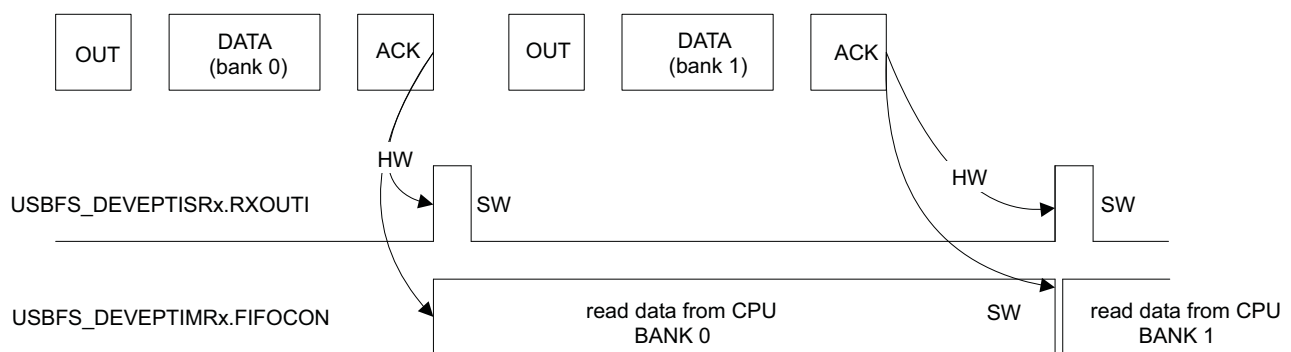 OUT
DATA
(bank 0)
ACK
OUT
DATA
(bank 1)
ACK
HW
HW
USBFS_DEVEPTISRx.RXOUTI
SW
SW
USBFS_DEVEPTIMRx.FIFOCON
read data from CPU
BANK 0
SW
read data from CPU
BANK 1